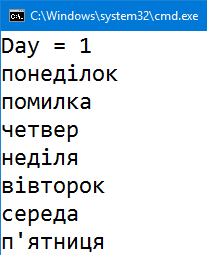 C:\Windows\system32\cmd.exe
Day = 1
понеділок
помилка
четвер
неділя
вівторок
середа
п'ятниця